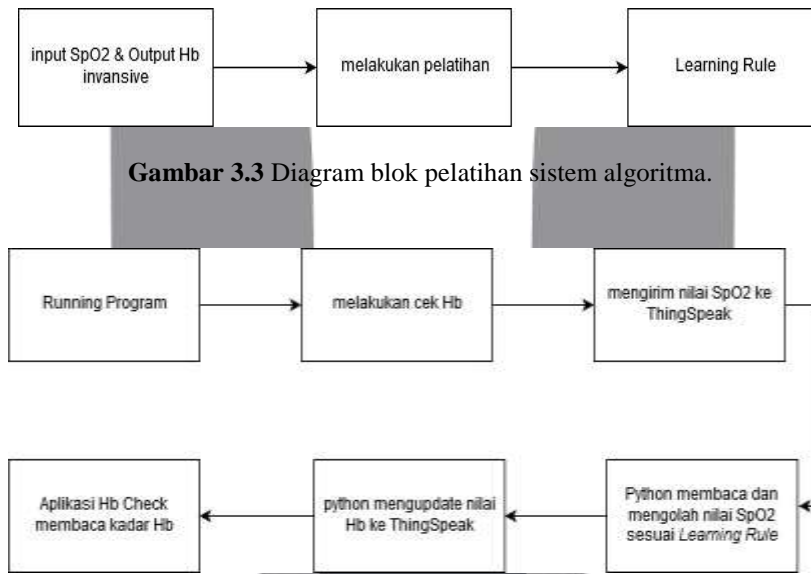 input SpO2 & Output Hb
invansive
melakukan pelatihan
Learning Rule
Gambar 3.3 Diagram blok pelatihan sistem algoritma.
Running Program
melakukan cek Hb
mengirim nilai SpO2 ke
ThingSpeak
Aplikasi Hb Check
membaca kadar Hb
python mengupdate nilai
Hb ke ThingSpeak
Python membaca dan
mengolah nilai SpO2
sesuai Learning Rule